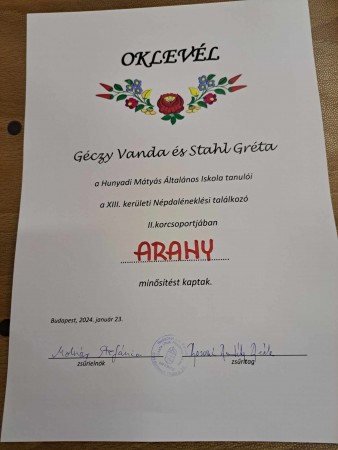 OKLEVÉL
Géczy Vanda és Stahl Gréta
a Hunyadi Mátyás Általános Iskola tanulói
a XIII. kerületi Népdaléneklési találkozó
II.korcsoportjában
ARANY
minősítést kaptak.
Budapest, 2024. január 23.
zsűrielnök
zsűritag